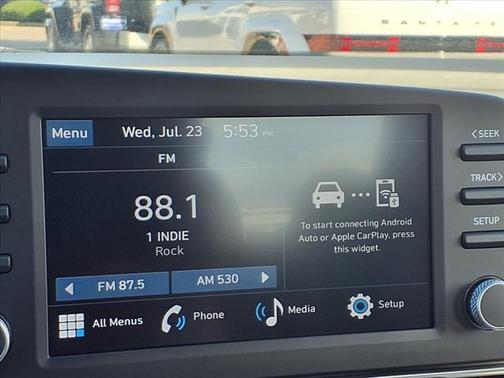 SANTA FE
Menu Wed, Jul. 23 5:53 PM
FM
88.1
1 INDIE
Rock
FM 87.5 AM 530
To start connecting Android
Auto or Apple CarPlay, press
this widget.
All Menus Phone Media Setup
<SEEK
TRACK>
SETUP